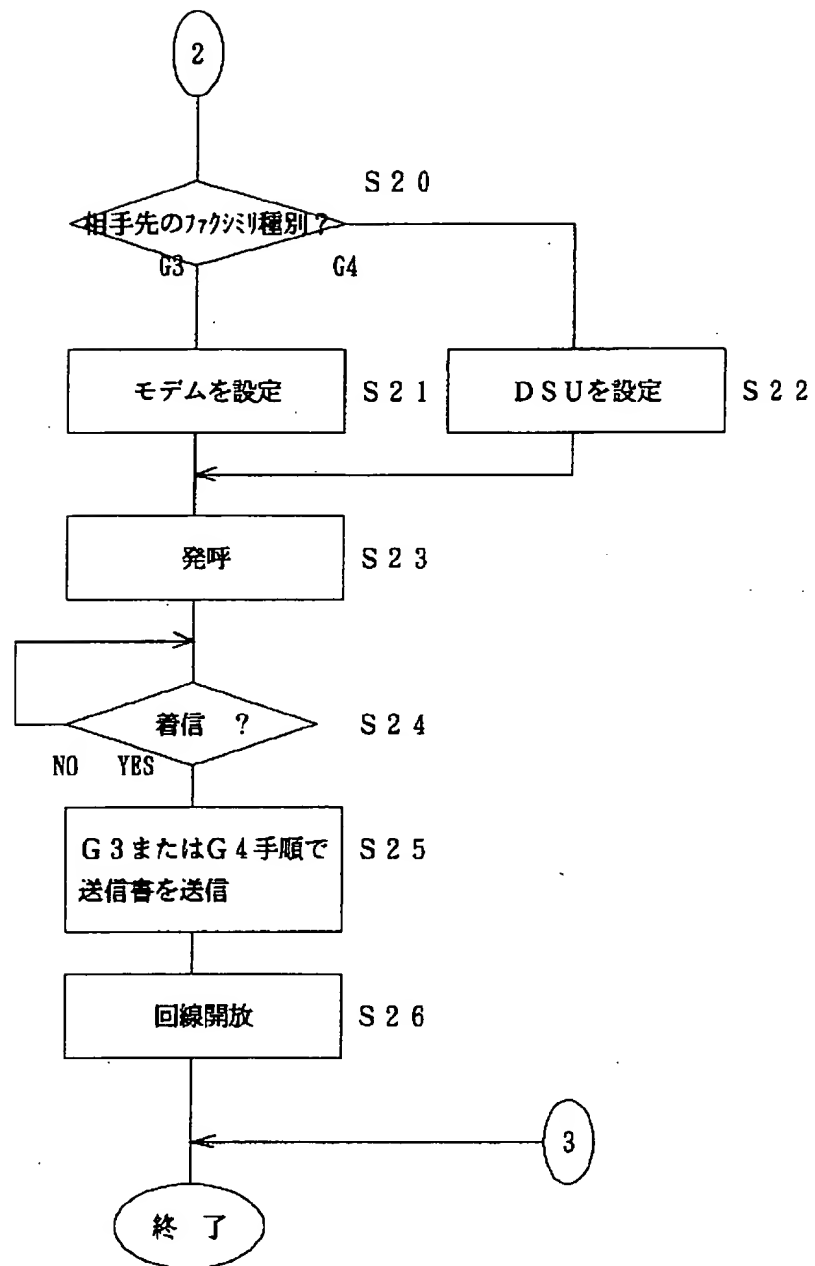 2
S20
相手先のファクシミリ種別?
G3 G4
モデムを設定 S21 DSUを設定 S22
発呼 S23
着信 ? S24
NO YES
G3またはG4手順で S25
送信書を送信
回線開放 S26
3
終 了